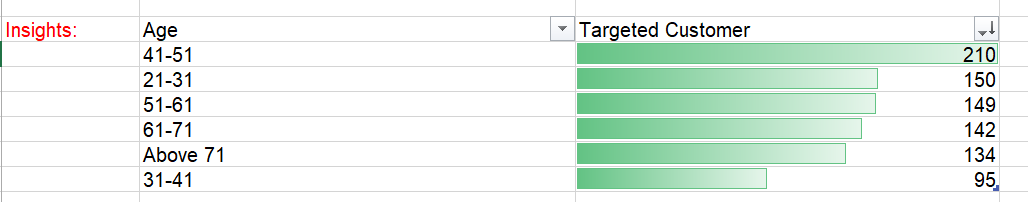 Insights: Age Targeted Customer
41-51 210
21-31 150
51-61 149
61-71 142
Above 71 134
31-41 95